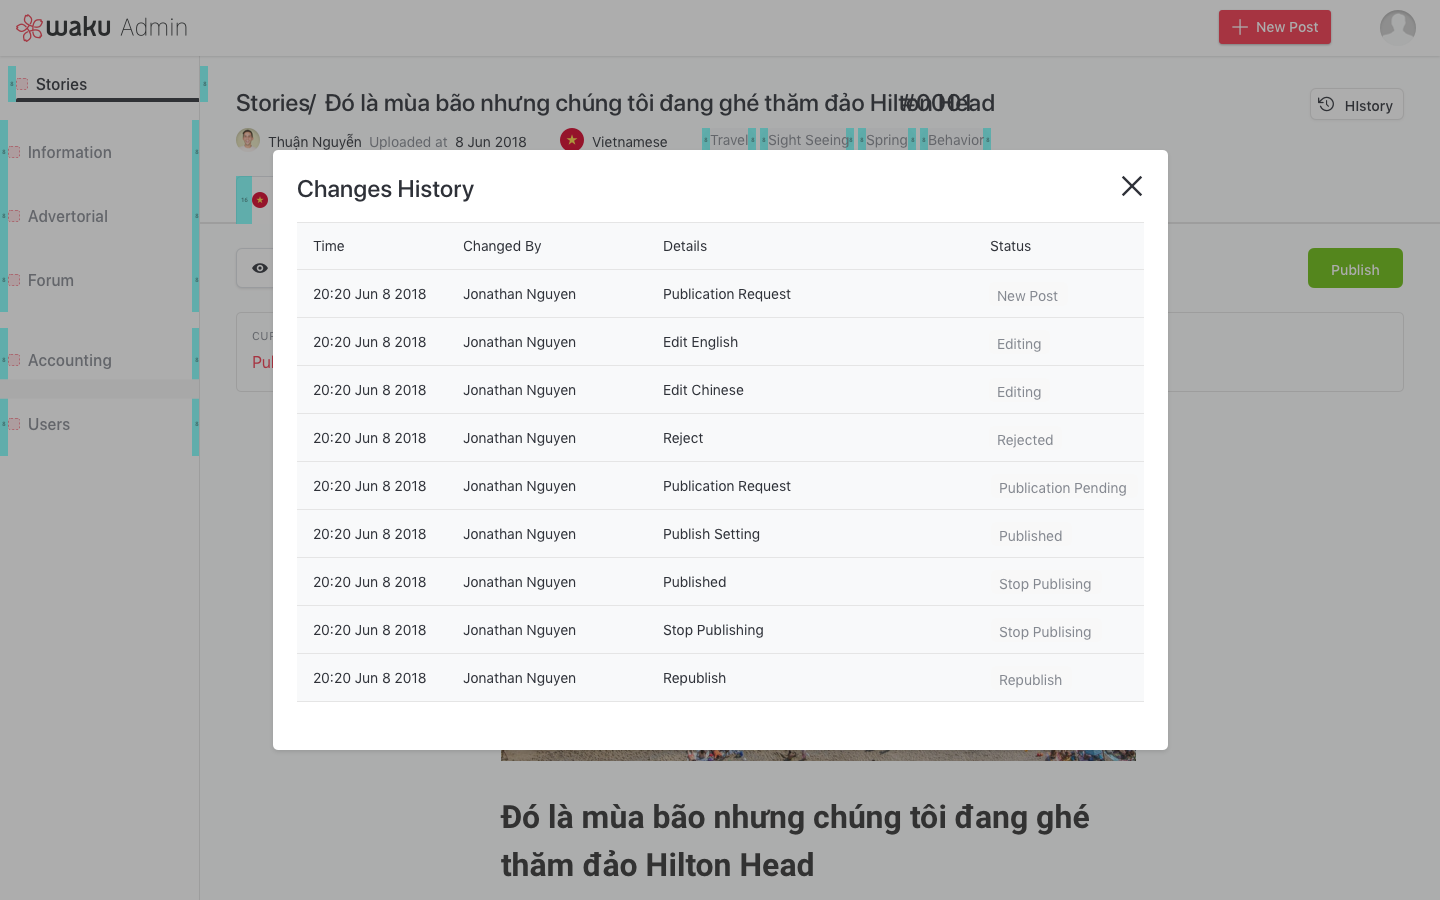 waku Admin
New Post
Stories
Information
Advertorial
Forum
Accounting
Users
Stories/ Đó là mùa bão nhưng chúng tôi đang ghé thăm đảo Hilton Head
#0001
HIstory
Thuận Nguyễn Uploaded at 8 Jun 2018 Vietnamese Travel Sight Seeing Spring Behavior
Publish
Changes History
Time Changed By Details Status
20:20 Jun 8 2018 Jonathan Nguyen Publication Request New Post
20:20 Jun 8 2018 Jonathan Nguyen Edit English Editing
20:20 Jun 8 2018 Jonathan Nguyen Edit Chinese Editing
20:20 Jun 8 2018 Jonathan Nguyen Reject Rejected
20:20 Jun 8 2018 Jonathan Nguyen Publication Request Publication Pending
20:20 Jun 8 2018 Jonathan Nguyen Publish Setting Published
20:20 Jun 8 2018 Jonathan Nguyen Published Stop Publising
20:20 Jun 8 2018 Jonathan Nguyen Stop Publishing Stop Publising
20:20 Jun 8 2018 Jonathan Nguyen Republish Republish
Đó là mùa bão nhưng chúng tôi đang ghé
thăm đảo Hilton Head